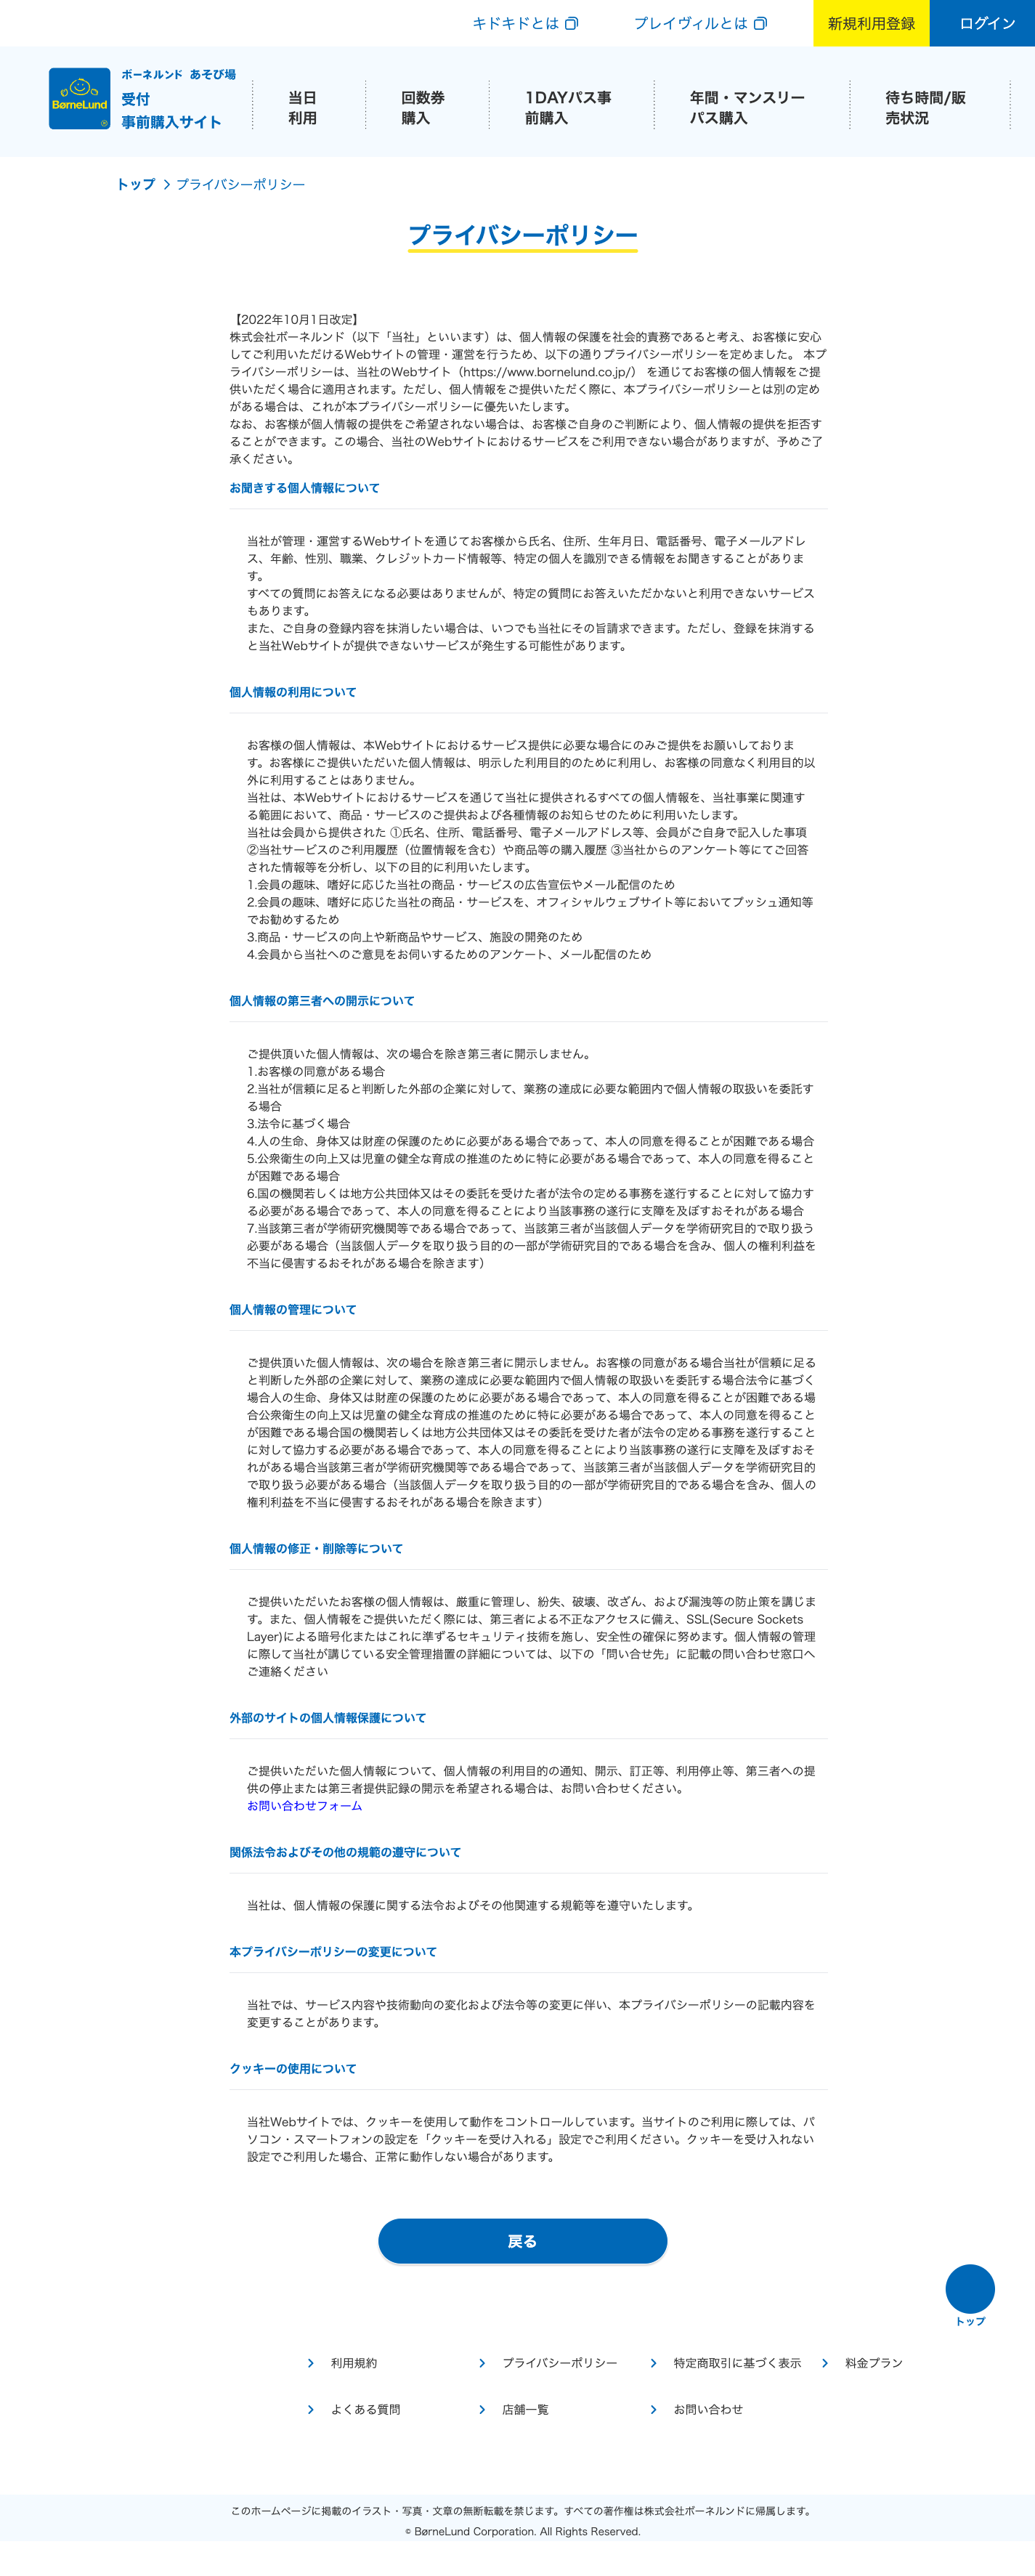 キドキドとは
プレイヴィルとは
新規利用登録
ログイン
BørneLund
ボーネルンド あそび場
受付
事前購入サイト
当日
利用
回数券
購入
1DAYパス事
前購入
年間・マンスリー
パス購入
待ち時間/販
売状況
トップ
プライバシーポリシー
プライバシーポリシー
【2022年10月1日改定】
株式会社ボーネルンド（以下「当社」といいます）は、個人情報の保護を社会的責務であると考え、お客様に安心
してご利用いただけるWebサイトの管理・運営を行うため、以下の通りプライバシーポリシーを定めました。 本プ
ライバシーポリシーは、当社のWebサイト（https://www.bornelund.co.jp/） を通じてお客様の個人情報をご提
供いただく場合に適用されます。ただし、個人情報をご提供いただく際に、本プライバシーポリシーとは別の定め
がある場合は、これが本プライバシーポリシーに優先いたします。
なお、お客様が個人情報の提供をご希望されない場合は、お客様ご自身のご判断により、個人情報の提供を拒否す
ることができます。この場合、当社のWebサイトにおけるサービスをご利用できない場合がありますが、予めご了
承ください。
お聞きする個人情報について
当社が管理・運営するWebサイトを通じてお客様から氏名、住所、生年月日、電話番号、電子メールアドレ
ス、年齢、性別、職業、クレジットカード情報等、特定の個人を識別できる情報をお聞きすることがありま
す。
すべての質問にお答えになる必要はありませんが、特定の質問にお答えいただかないと利用できないサービス
もあります。
また、ご自身の登録内容を抹消したい場合は、いつでも当社にその旨請求できます。ただし、登録を抹消する
と当社Webサイトが提供できないサービスが発生する可能性があります。
個人情報の利用について
お客様の個人情報は、本Webサイトにおけるサービス提供に必要な場合にのみご提供をお願いしておりま
す。お客様にご提供いただいた個人情報は、明示した利用目的のために利用し、お客様の同意なく利用目的以
外に利用することはありません。
当社は、本Webサイトにおけるサービスを通じて当社に提供されるすべての個人情報を、当社事業に関連す
る範囲において、商品・サービスのご提供および各種情報のお知らせのために利用いたします。
当社は会員から提供された ①氏名、住所、電話番号、電子メールアドレス等、会員がご自身で記入した事項
②当社サービスのご利用履歴（位置情報を含む）や商品等の購入履歴 ③当社からのアンケート等にてご回答
された情報等を分析し、以下の目的に利用いたします。
1.会員の趣味、嗜好に応じた当社の商品・サービスの広告宣伝やメール配信のため
2.会員の趣味、嗜好に応じた当社の商品・サービスを、オフィシャルウェブサイト等においてプッシュ通知等
でお勧めするため
3.商品・サービスの向上や新商品やサービス、施設の開発のため
4.会員から当社へのご意見をお伺いするためのアンケート、メール配信のため
個人情報の第三者への開示について
ご提供頂いた個人情報は、次の場合を除き第三者に開示しません。
1.お客様の同意がある場合
2.当社が信頼に足ると判断した外部の企業に対して、業務の達成に必要な範囲内で個人情報の取扱いを委託す
る場合
3.法令に基づく場合
4.人の生命、身体又は財産の保護のために必要がある場合であって、本人の同意を得ることが困難である場合
5.公衆衛生の向上又は児童の健全な育成の推進のために特に必要がある場合であって、本人の同意を得ること
が困難である場合
6.国の機関若しくは地方公共団体又はその委託を受けた者が法令の定める事務を遂行することに対して協力す
る必要がある場合であって、本人の同意を得ることにより当該事務の遂行に支障を及ぼすおそれがある場合
7.当該第三者が学術研究機関等である場合であって、当該第三者が当該個人データを学術研究目的で取り扱う
必要がある場合（当該個人データを取り扱う目的の一部が学術研究目的である場合を含み、個人の権利利益を
不当に侵害するおそれがある場合を除きます）
個人情報の管理について
ご提供頂いた個人情報は、次の場合を除き第三者に開示しません。お客様の同意がある場合当社が信頼に足る
と判断した外部の企業に対して、業務の達成に必要な範囲内で個人情報の取扱いを委託する場合法令に基づく
場合人の生命、身体又は財産の保護のために必要がある場合であって、本人の同意を得ることが困難である場
合公衆衛生の向上又は児童の健全な育成の推進のために特に必要がある場合であって、本人の同意を得ること
が困難である場合国の機関若しくは地方公共団体又はその委託を受けた者が法令の定める事務を遂行すること
に対して協力する必要がある場合であって、本人の同意を得ることにより当該事務の遂行に支障を及ぼすおそ
れがある場合当該第三者が学術研究機関等である場合であって、当該第三者が当該個人データを学術研究目的
で取り扱う必要がある場合（当該個人データを取り扱う目的の一部が学術研究目的である場合を含み、個人の
権利利益を不当に侵害するおそれがある場合を除きます）
個人情報の修正・削除等について
ご提供いただいたお客様の個人情報は、厳重に管理し、紛失、破壊、改ざん、および漏洩等の防止策を講じま
す。また、個人情報をご提供いただく際には、第三者による不正なアクセスに備え、SSL(Secure Sockets
Layer)による暗号化またはこれに準ずるセキュリティ技術を施し、安全性の確保に努めます。個人情報の管理
に際して当社が講じている安全管理措置の詳細については、以下の「問い合せ先」に記載の問い合わせ窓口へ
ご連絡ください
外部のサイトの個人情報保護について
ご提供いただいた個人情報について、個人情報の利用目的の通知、開示、訂正等、利用停止等、第三者への提
供の停止または第三者提供記録の開示を希望される場合は、お問い合わせください。
お問い合わせフォーム
関係法令およびその他の規範の遵守について
当社は、個人情報の保護に関する法令およびその他関連する規範等を遵守いたします。
本プライバシーポリシーの変更について
当社では、サービス内容や技術動向の変化および法令等の変更に伴い、本プライバシーポリシーの記載内容を
変更することがあります。
クッキーの使用について
当社Webサイトでは、クッキーを使用して動作をコントロールしています。当サイトのご利用に際しては、パ
ソコン・スマートフォンの設定を「クッキーを受け入れる」設定でご利用ください。クッキーを受け入れない
設定でご利用した場合、正常に動作しない場合があります。
戻る
トップ
利用規約
プライバシーポリシー
特定商取引に基づく表示
料金プラン
よくある質問
店舗一覧
お問い合わせ
このホームページに掲載のイラスト・写真・文章の無断転載を禁じます。すべての著作権は株式会社ボーネルンドに帰属します。
© BørneLund Corporation. All Rights Reserved.